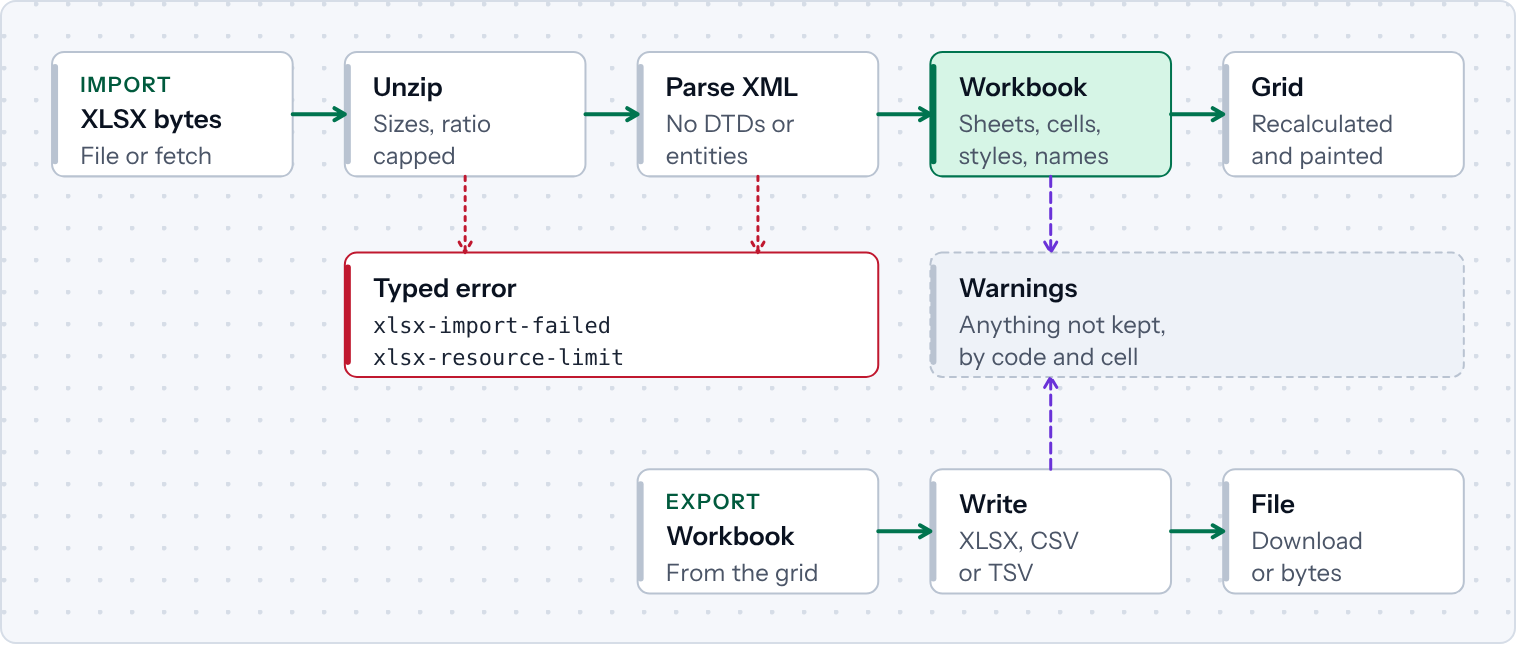 IMPORT
XLSX bytes
File or fetch
Unzip
Sizes, ratio
capped
Parse XML
No DTDs or
entities
Workbook
Sheets, cells,
styles, names
Grid
Recalculated
and painted
Typed error
xlsx-import-failed
xlsx-resource-limit
Warnings
Anything not kept,
by code and cell
EXPORT
Workbook
From the grid
Write
XLSX, CSV
or TSV
File
Download
or bytes